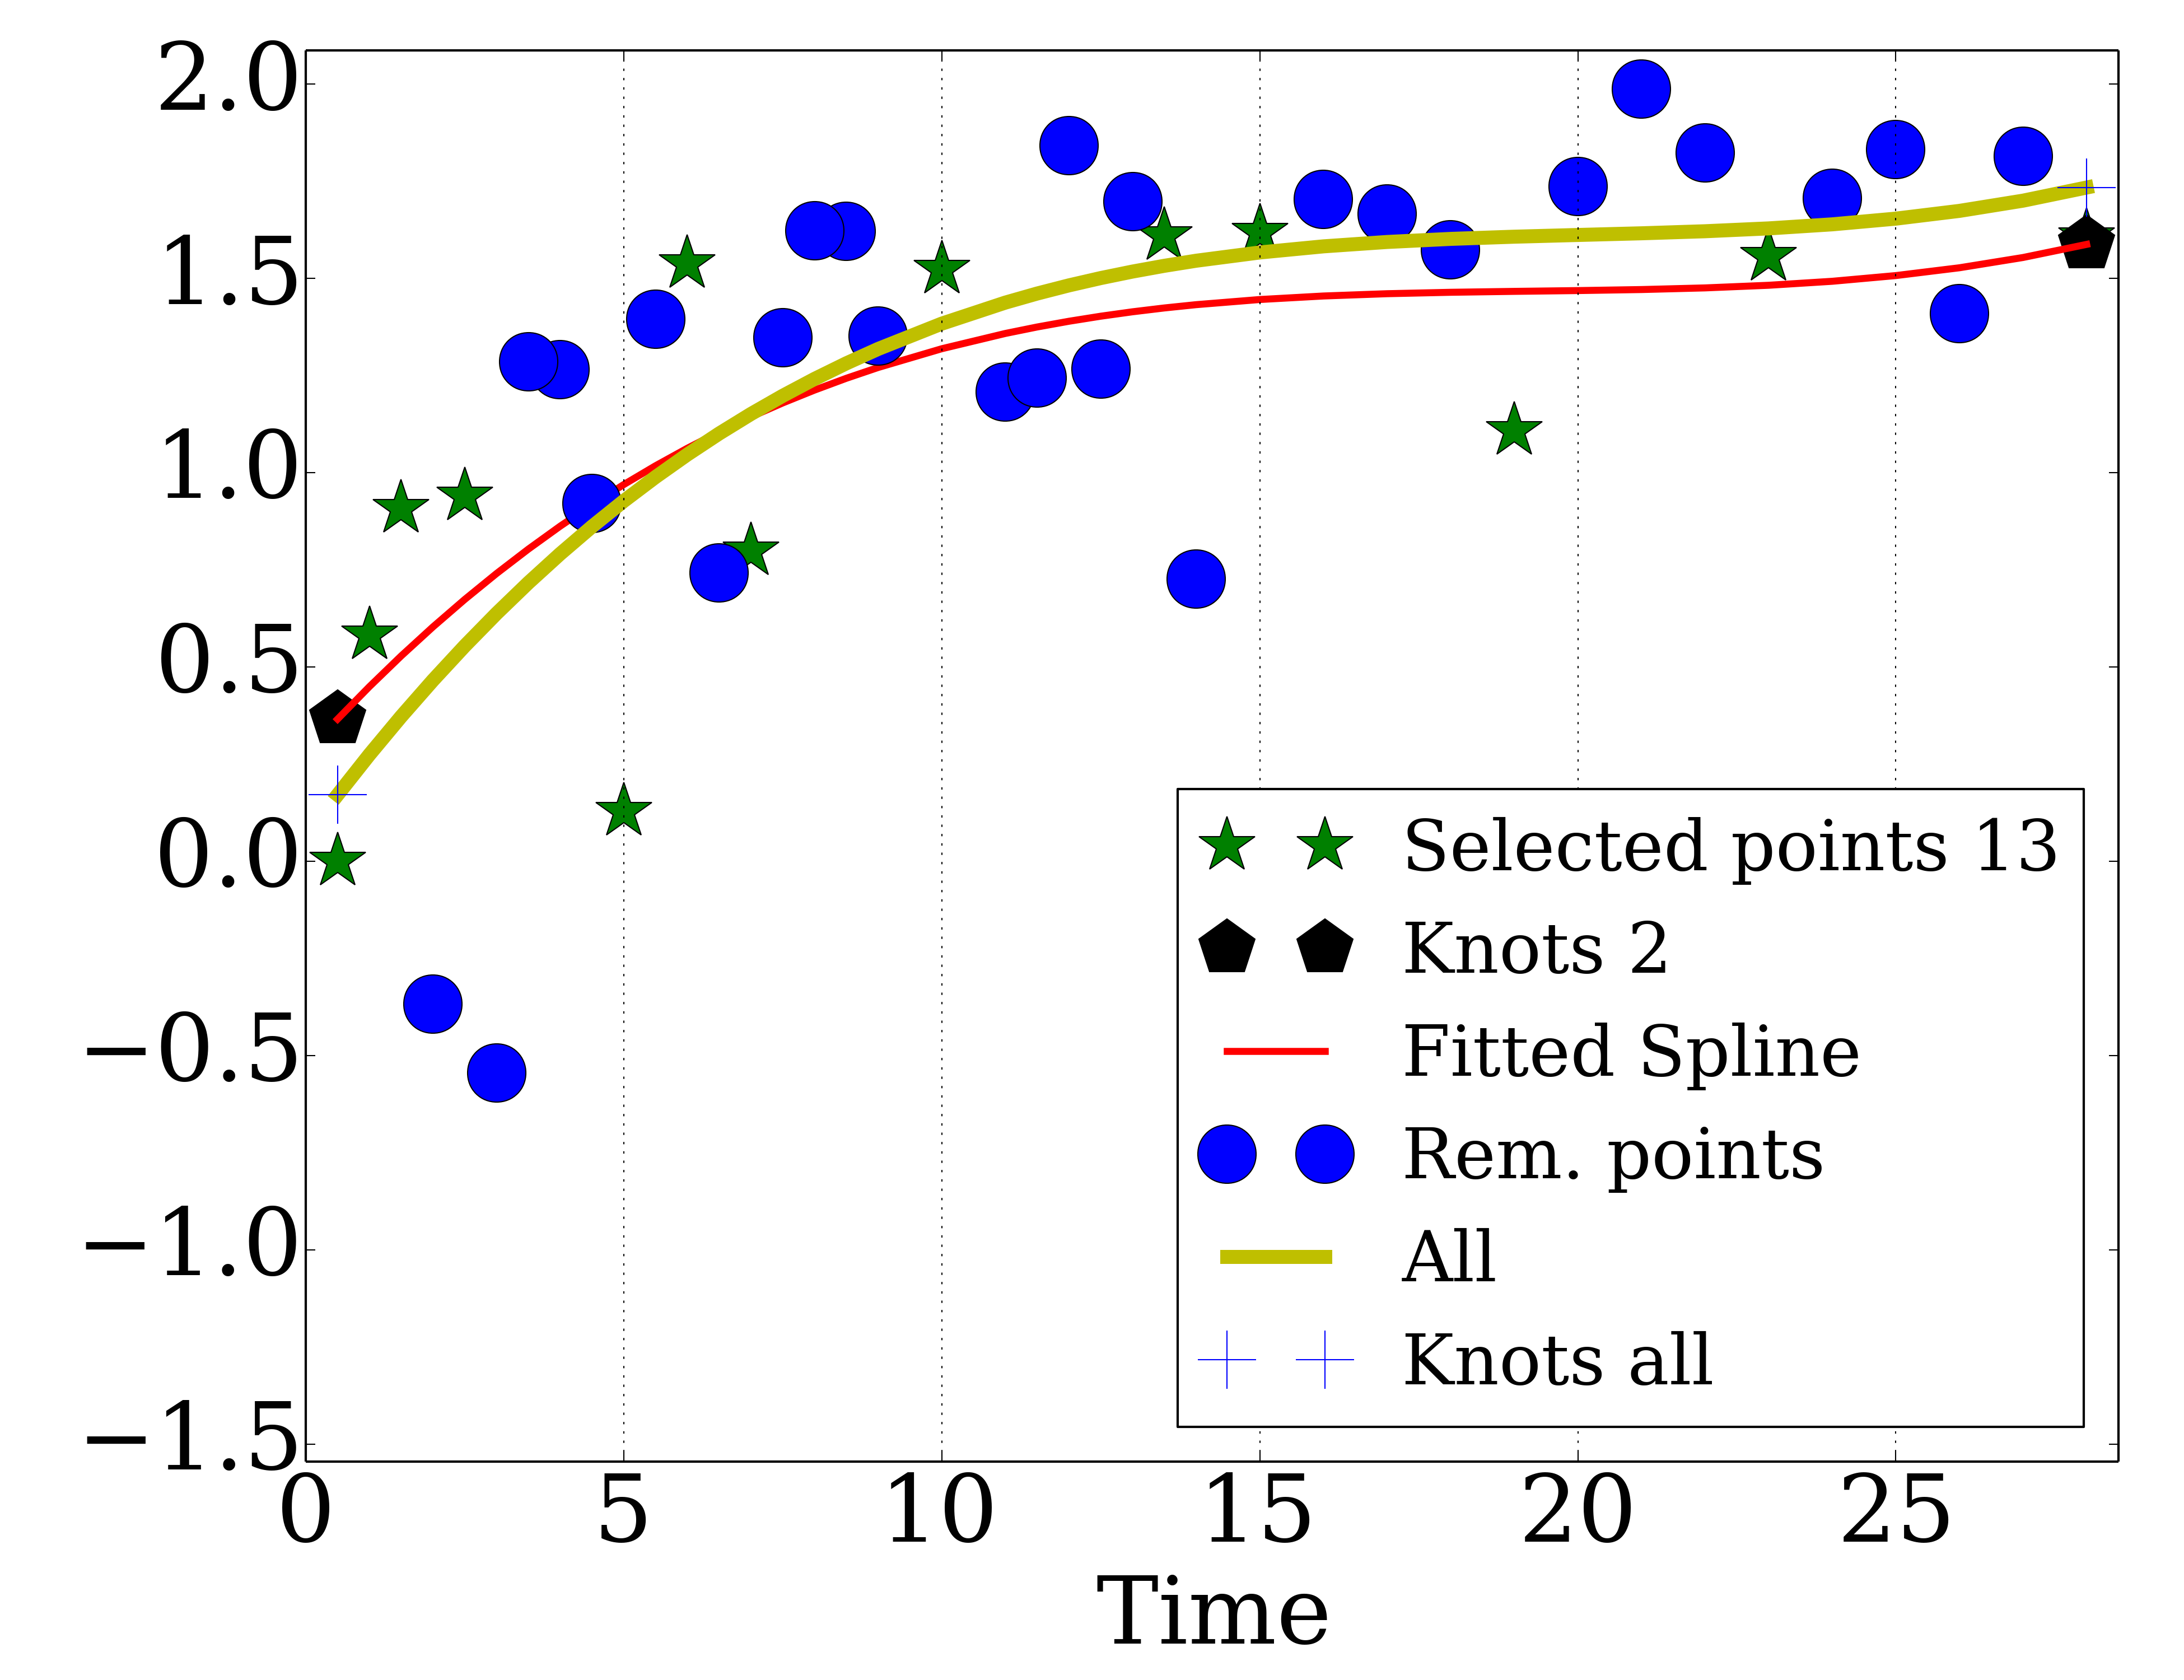 2.0
1.5
1.0
0.5
0.0
−0.5
−1.0
−1.5
0 5 10 15 20 25
Time
Selected points 13
Knots 2
Fitted Spline
Rem. points
All
Knots all